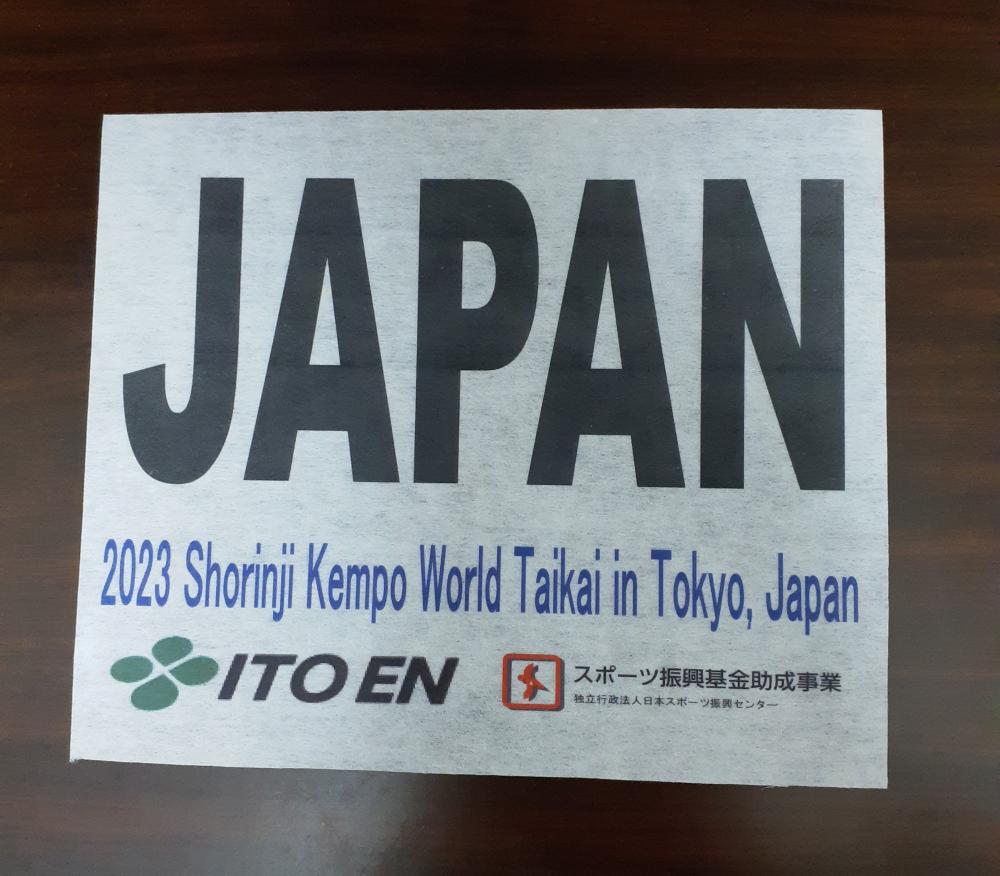 JAPAN
2023 Shorinji Kempo World Taikai in Tokyo, Japan
ITO EN
スポーツ振興基金助成事業
独立行政法人日本スポーツ振興センター